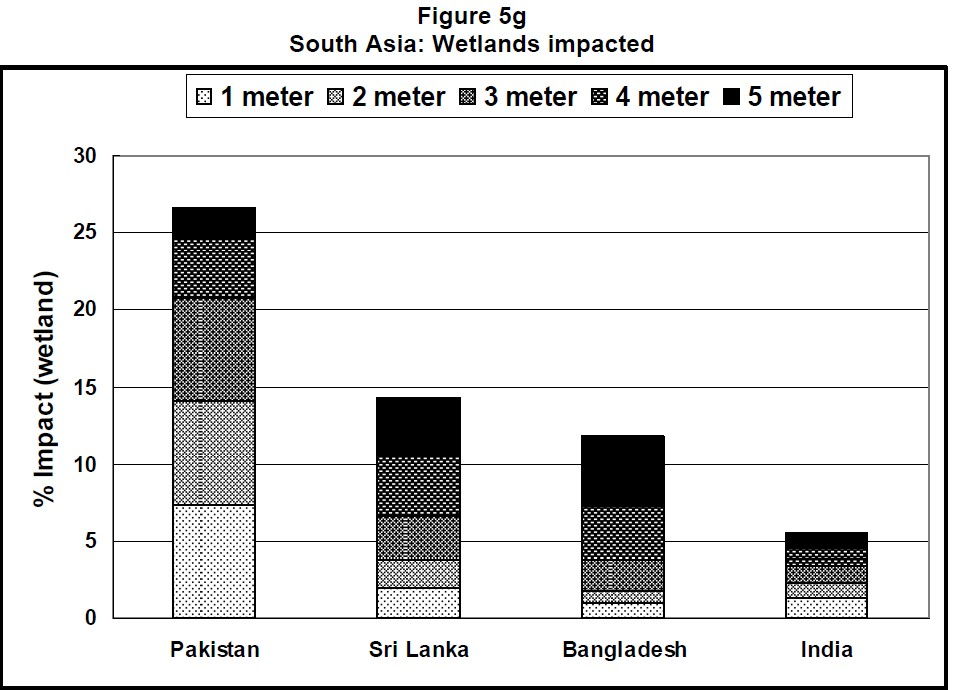 Figure 5g
South Asia: Wetlands impacted
1 meter 2 meter 3 meter 4 meter 5 meter
30
25
20
15
10
5
0
% Impact (wetland)
Pakistan Sri Lanka Bangladesh India